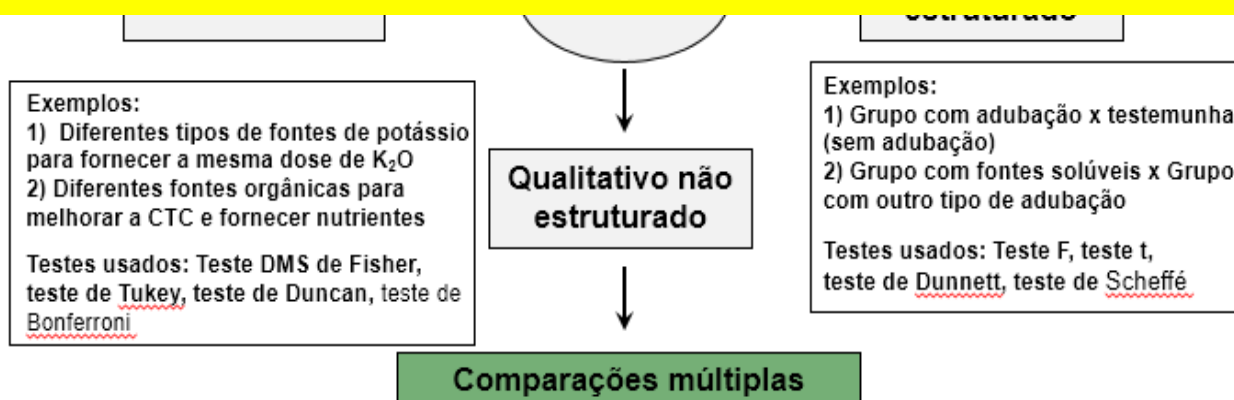 Exemplos:
1) Diferentes tipos de fontes de potássio
para fornecer a mesma dose de K₂O
2) Diferentes fontes orgânicas para
melhorar a CTC e fornecer nutrientes
Testes usados: Teste DMS de Fisher,
teste de Tukey, teste de Duncan, teste de
Bonferroni
Qualitativo não
estruturado
estruturado
Exemplos:
1) Grupo com adubação x testemunha
(sem adubação)
2) Grupo com fontes solúveis x Grupo
com outro tipo de adubação
Testes usados: Teste F, teste t,
teste de Dunnett, teste de Scheffé
Comparações múltiplas